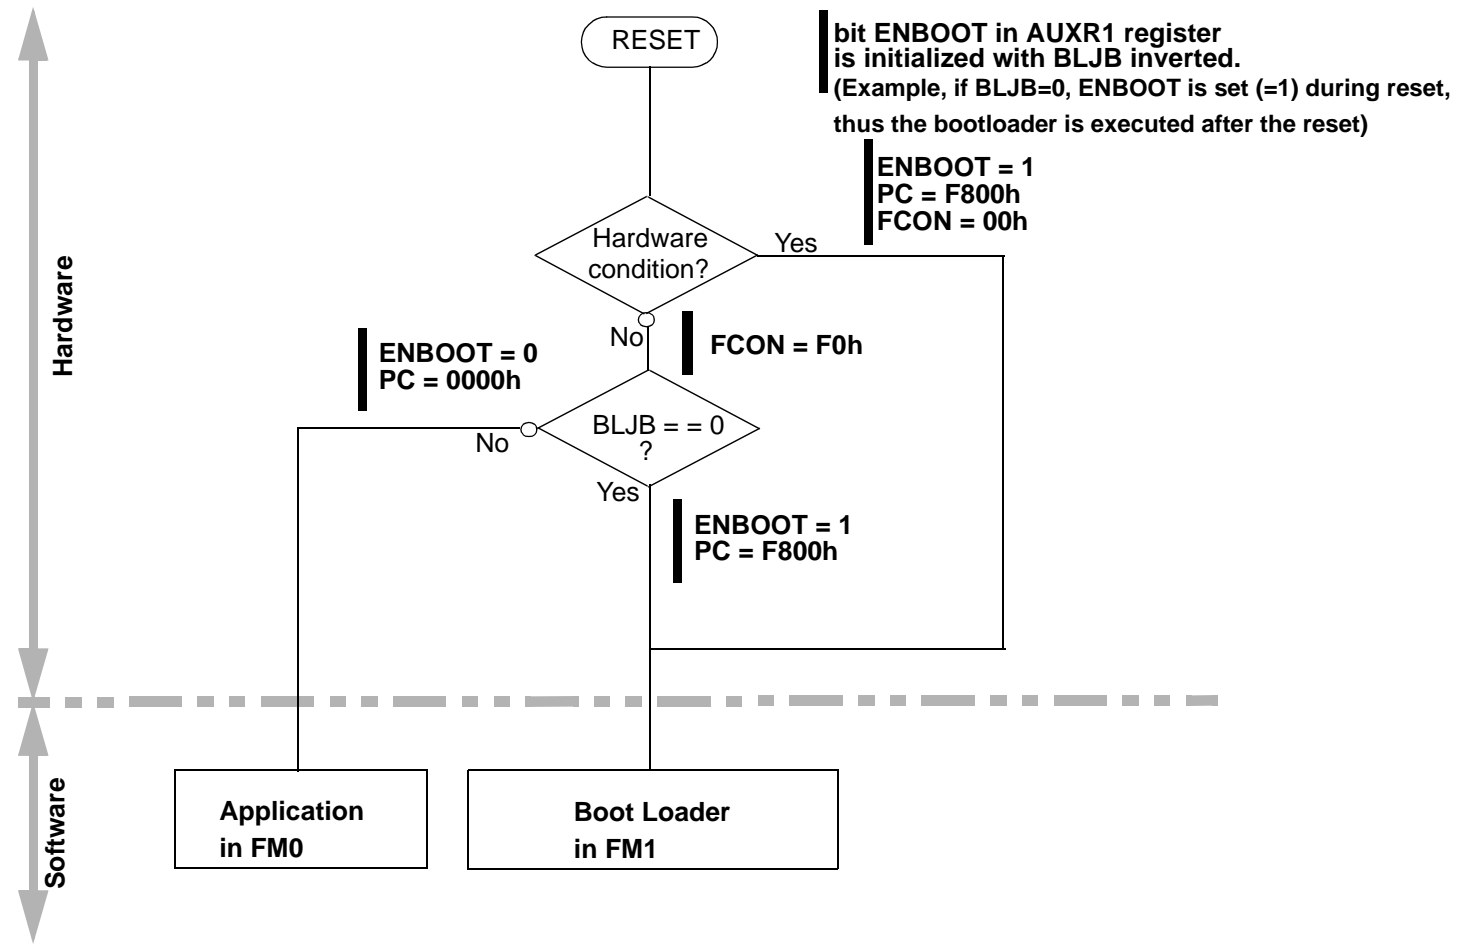 RESET
bit ENBOOT in AUXR1 register
is initialized with BLJB inverted.
(Example, if BLJB=0, ENBOOT is set (=1) during reset,
thus the bootloader is executed after the reset)
ENBOOT = 1
PC = F800h
FCON = 00h
Hardware
condition?
Yes
No
FCON = F0h
Hardware
ENBOOT = 0
PC = 0000h
BLJB = = 0
?
No
Yes
ENBOOT = 1
PC = F800h
Software
Application
in FM0
Boot Loader
in FM1